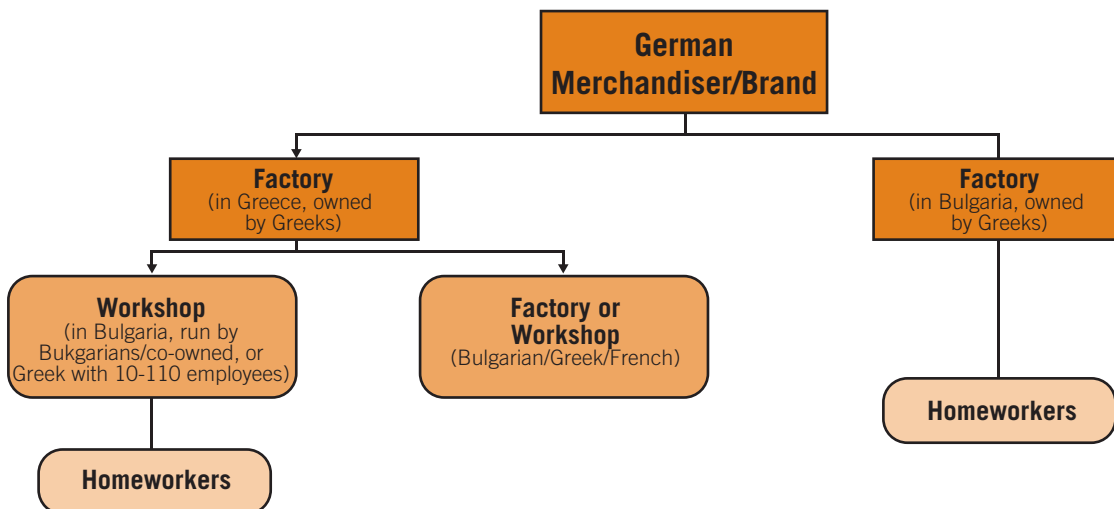 German
Merchandiser/Brand
Factory
(in Greece, owned
by Greeks)
Factory
(in Bulgaria, owned
by Greeks)
Workshop
(in Bulgaria, run by
Bukgarians/co-owned, or
Greek with 10-110 employees)
Factory or
Workshop
(Bulgarian/Greek/French)
Homeworkers
Homeworkers